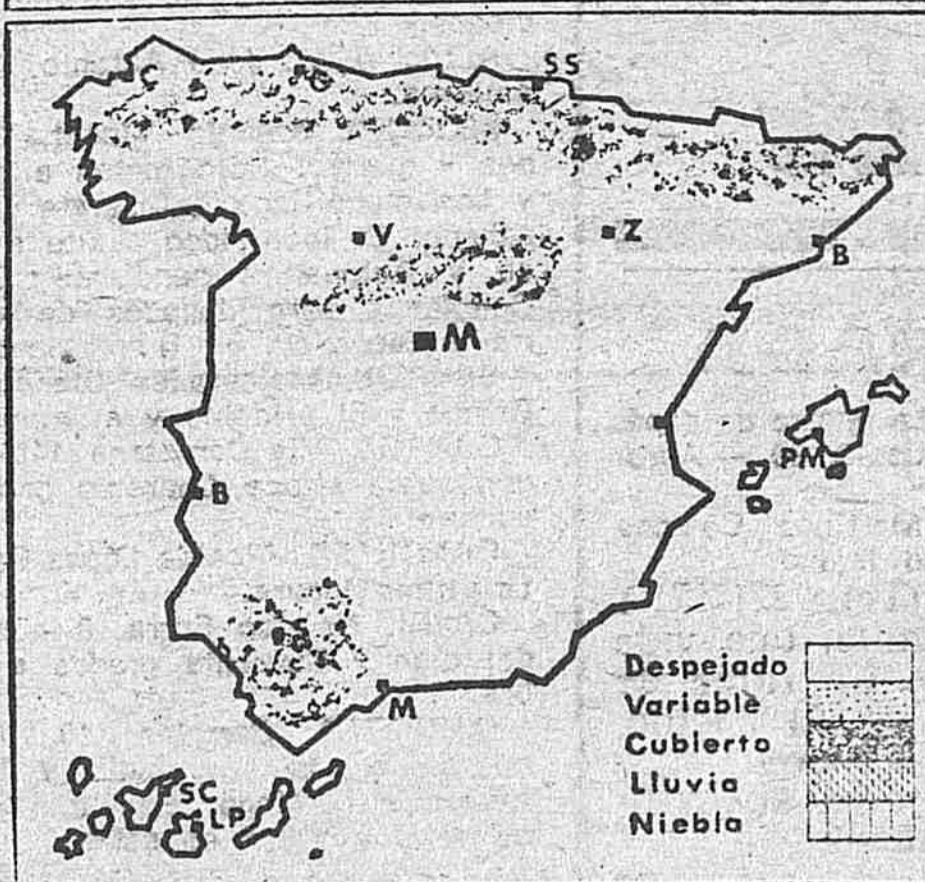 SS
C
O
V
Z
B
M
PM
B
M
SC
LP
Despejado
Variable
Cubierto
Lluvia
Niebla